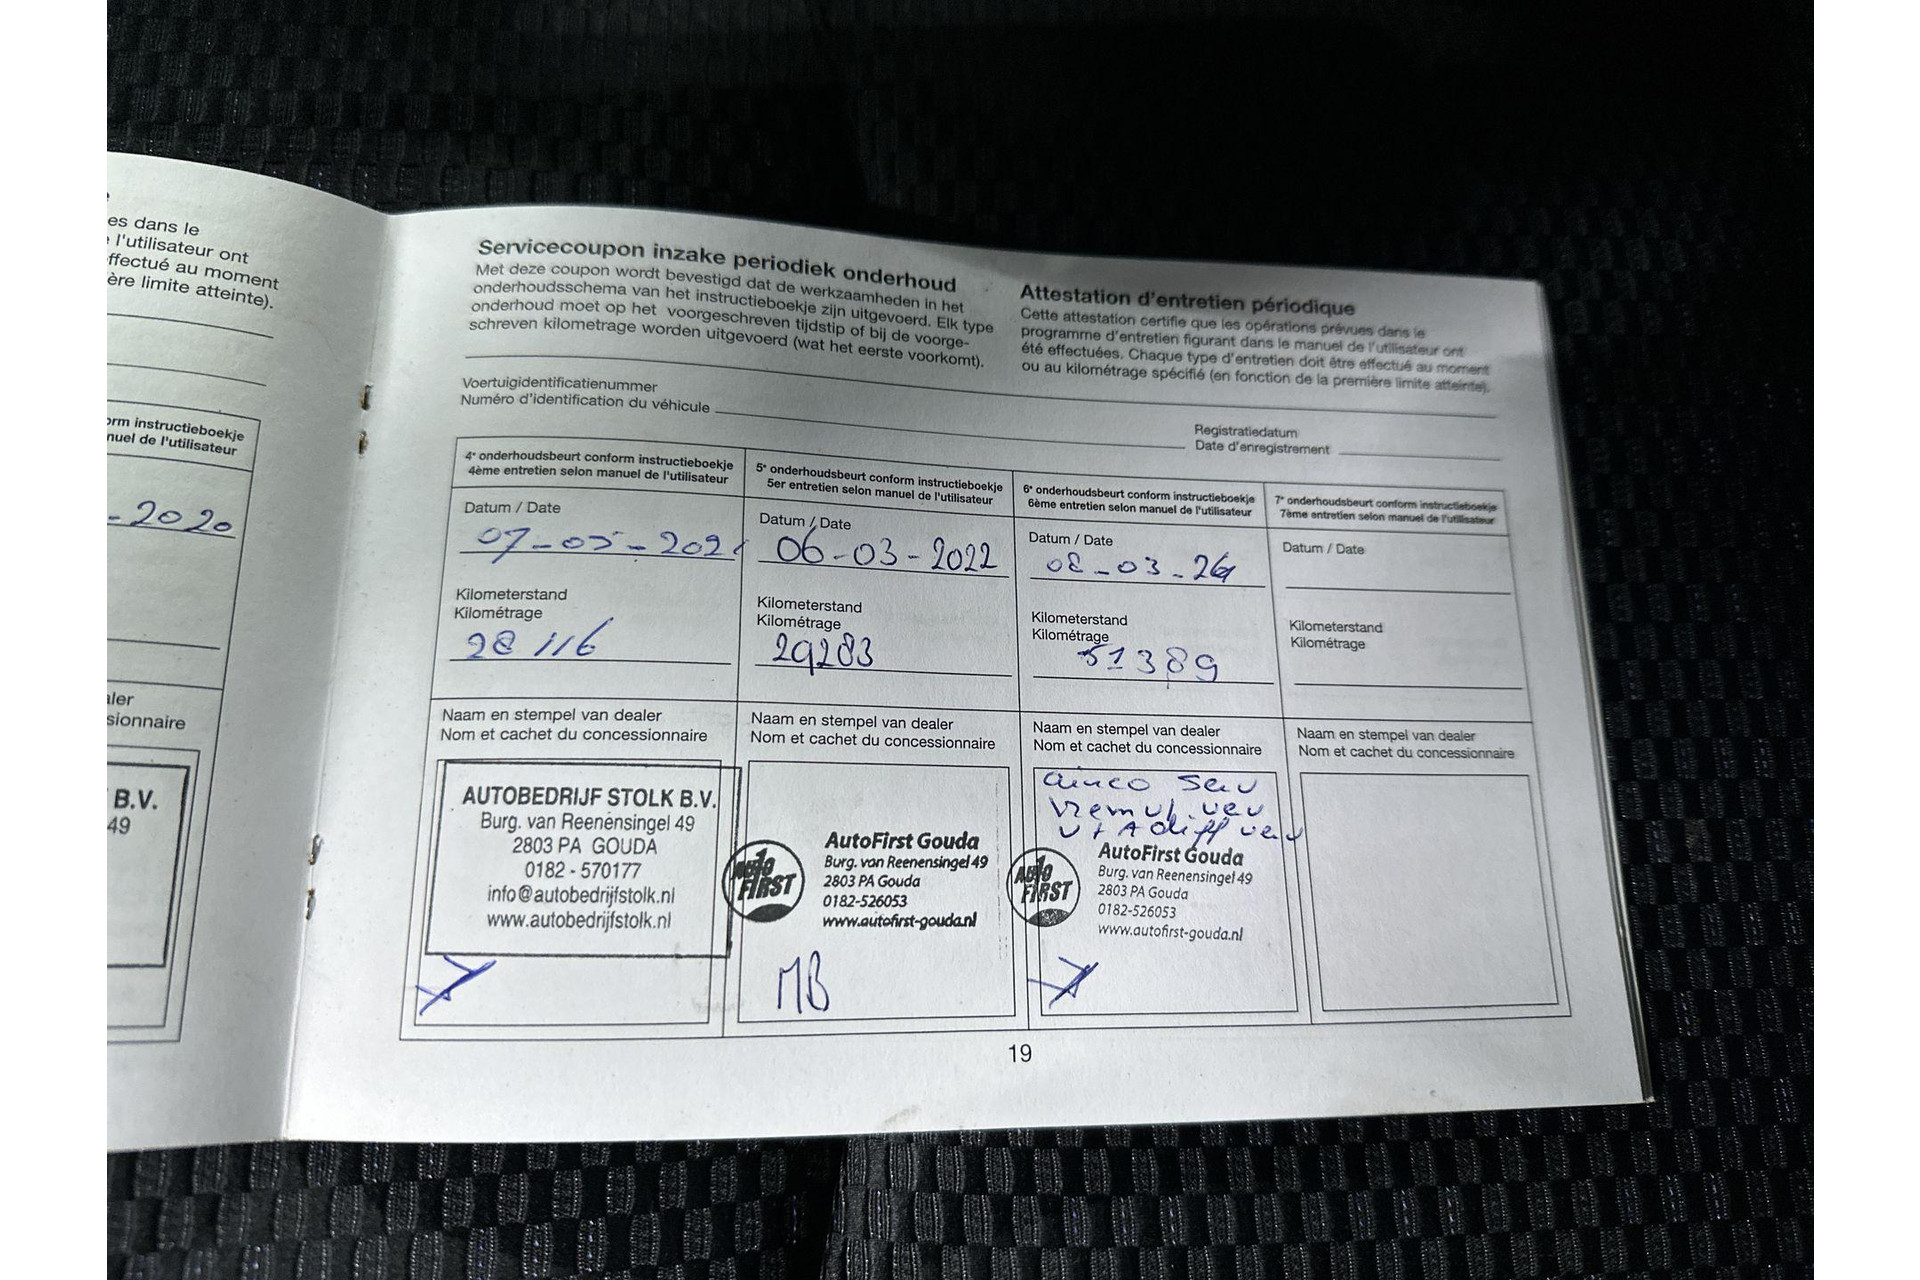 es dans le
l'utilisateur ont
ffectué au moment
ère limite atteinte).
orm instructieboekje
nuel de l'utilisateur
-2020
aler
sionnaire
B.V.
49
Servicecoupon inzake periodiek onderhoud
Met deze coupon wordt bevestigd dat de werkzaamheden in het
onderhoudsschema van het instructieboekje zijn uitgevoerd. Elk type
onderhoud moet op het voorgeschreven tijdstip of bij de voorge-
schreven kilometrage worden uitgevoerd (wat het eerste voorkomt).
Attestation d'entretien périodique
Cette attestation certifie que les opérations prévues dans le
programme d'entretien figurant dans le manuel de l'utilisateur ont
été effectuées. Chaque type d'entretien doit être effectué au moment
ou au kilométrage spécifié (en fonction de la première limite atteinte).
Voertuigidentificatienummer
Numéro d'identification du véhicule
Registratiedatum
Date d'enregistrement
4e onderhoudsbeurt conform instructieboekje
4ème entretien selon manuel de l'utilisateur
Datum / Date
07-05-2021
Kilometerstand
Kilométrage
28116
Naam en stempel van dealer
Nom et cachet du concessionnaire
AUTOBEDRIJF STOLK B.V.
Burg. van Reenensingel 49
2803 PA GOUDA
0182 - 570177
info@autobedrijfstolk.nl
www.autobedrijfstolk.nl
5e onderhoudsbeurt conform instructieboekje
5er entretien selon manuel de l'utilisateur
Datum / Date
06-03-2022
Kilometerstand
Kilométrage
29283
Naam en stempel van dealer
Nom et cachet du concessionnaire
1
AUTO
FIRST
AutoFirst Gouda
Burg. van Reenensingel 49
2803 PA Gouda
0182-526053
www.autofirst-gouda.nl
MB
6e onderhoudsbeurt conform instructieboekje
6ème entretien selon manuel de l'utilisateur
Datum / Date
08-03-24
Kilometerstand
Kilométrage
51389
Naam en stempel van dealer
Nom et cachet du concessionnaire
1
AUTO
FIRST
AutoFirst Gouda
Burg. van Reenensingel 49
2803 PA Gouda
0182-526053
www.autofirst-gouda.nl
7e onderhoudsbeurt conform instructieboekje
7ème entretien selon manuel de l'utilisateur
Datum / Date
Kilometerstand
Kilométrage
Naam en stempel van dealer
Nom et cachet du concessionnaire
19